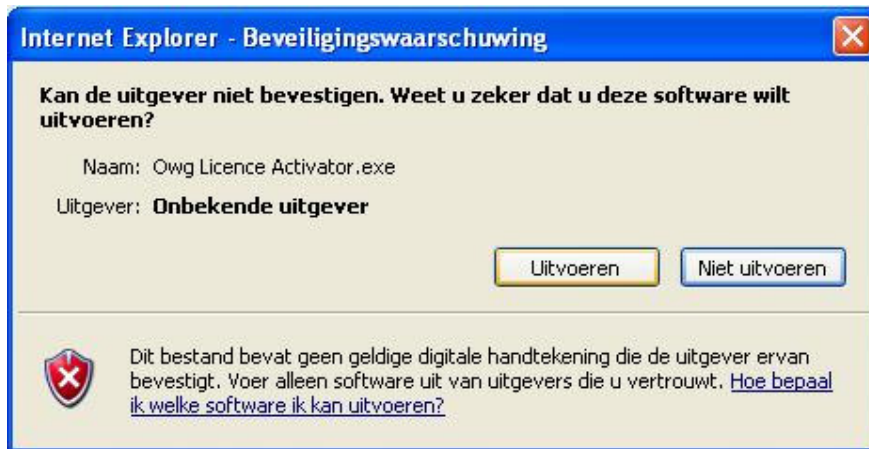 Internet Explorer - Beveiligingswaarschuwing
Kan de uitgever niet bevestigen. Weet u zeker dat u deze software wilt
uitvoeren?
Naam: Owg Licence Activator.exe
Uitgever: Onbekende uitgever
Uitvoeren Niet uitvoeren
Dit bestand bevat geen geldige digitale handtekening die de uitgever ervan
bevestigt. Voer alleen software uit van uitgevers die u vertrouwt. Hoe bepaal
ik welke software ik kan uitvoeren?